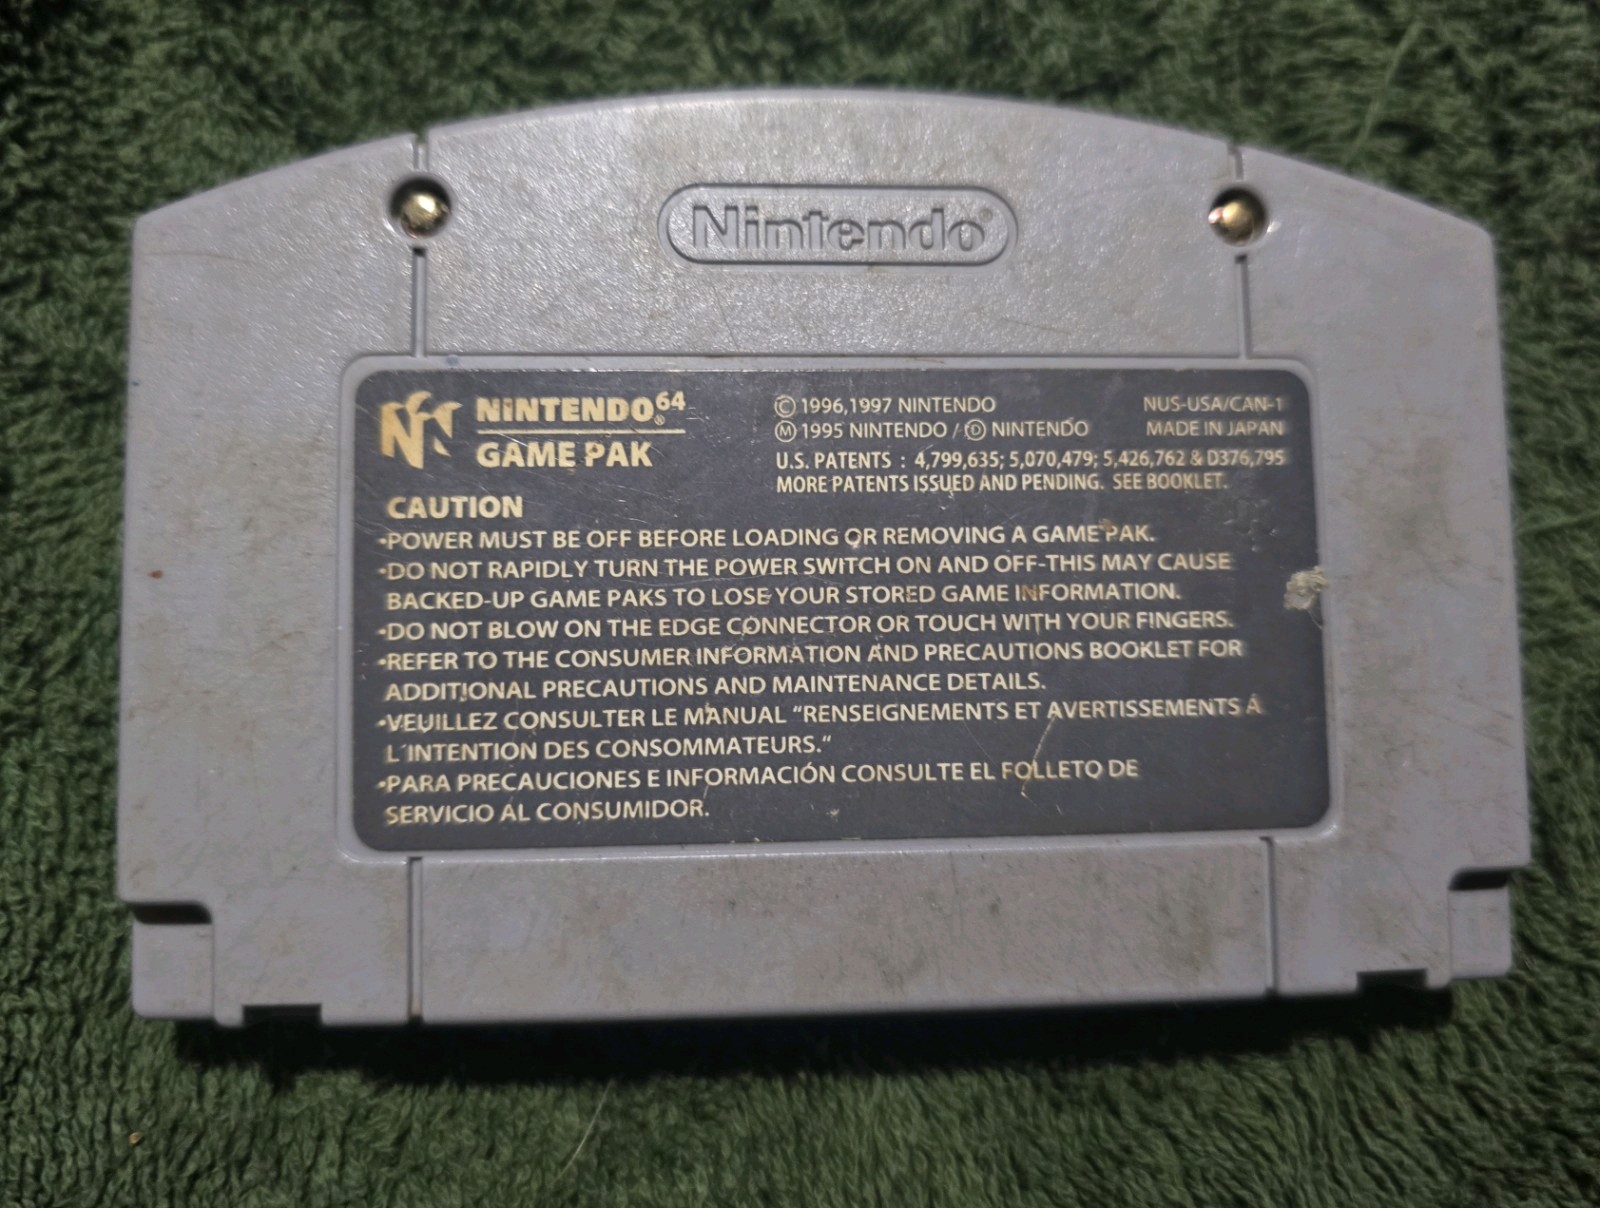 Nintendo®
NINTENDO®64
GAME PAK
© 1996,1997 NINTENDO
Ⓜ 1995 NINTENDO / Ⓓ NINTENDO
NUS-USA/CAN-1
MADE IN JAPAN
U.S. PATENTS : 4,799,635; 5,070,479; 5,426,762 & D376,795
MORE PATENTS ISSUED AND PENDING. SEE BOOKLET.
CAUTION
•POWER MUST BE OFF BEFORE LOADING OR REMOVING A GAME PAK.
•DO NOT RAPIDLY TURN THE POWER SWITCH ON AND OFF-THIS MAY CAUSE
BACKED-UP GAME PAKS TO LOSE YOUR STORED GAME INFORMATION.
•DO NOT BLOW ON THE EDGE CONNECTOR OR TOUCH WITH YOUR FINGERS.
•REFER TO THE CONSUMER INFORMATION AND PRECAUTIONS BOOKLET FOR
ADDITIONAL PRECAUTIONS AND MAINTENANCE DETAILS.
•VEUILLEZ CONSULTER LE MANUAL “RENSEIGNEMENTS ET AVERTISSEMENTS Á
L´INTENTION DES CONSOMMATEURS.“
•PARA PRECAUCIONES E INFORMACIÓN CONSULTE EL FOLLETO DE
SERVICIO AL CONSUMIDOR.